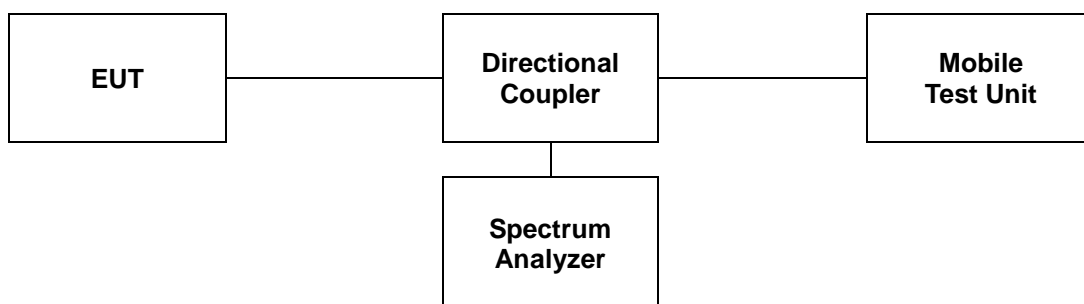 EUT
Directional
Coupler
Mobile
Test Unit
Spectrum
Analyzer